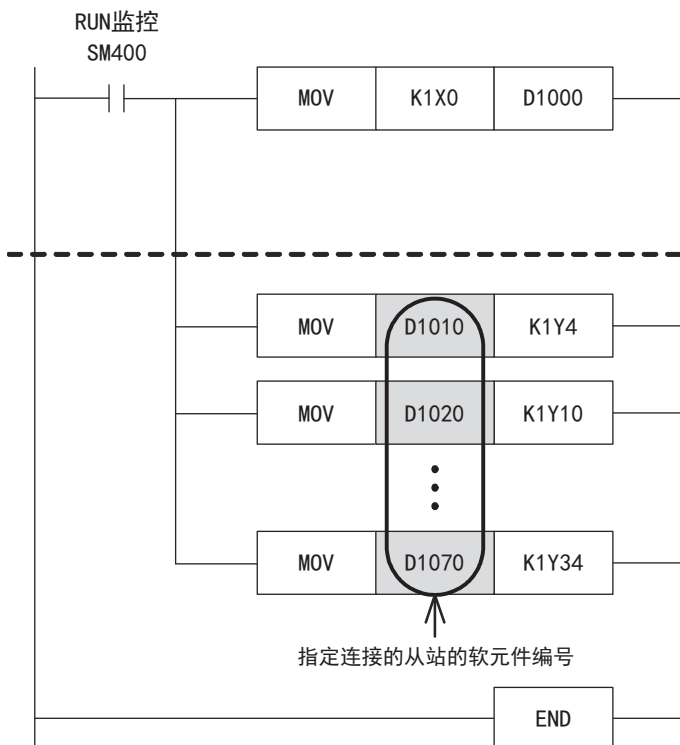 RUN监控
SM400
MOV K1X0 D1000
MOV D1010 K1Y4
MOV D1020 K1Y10
MOV D1070 K1Y34
指定连接的从站的软元件编号
END